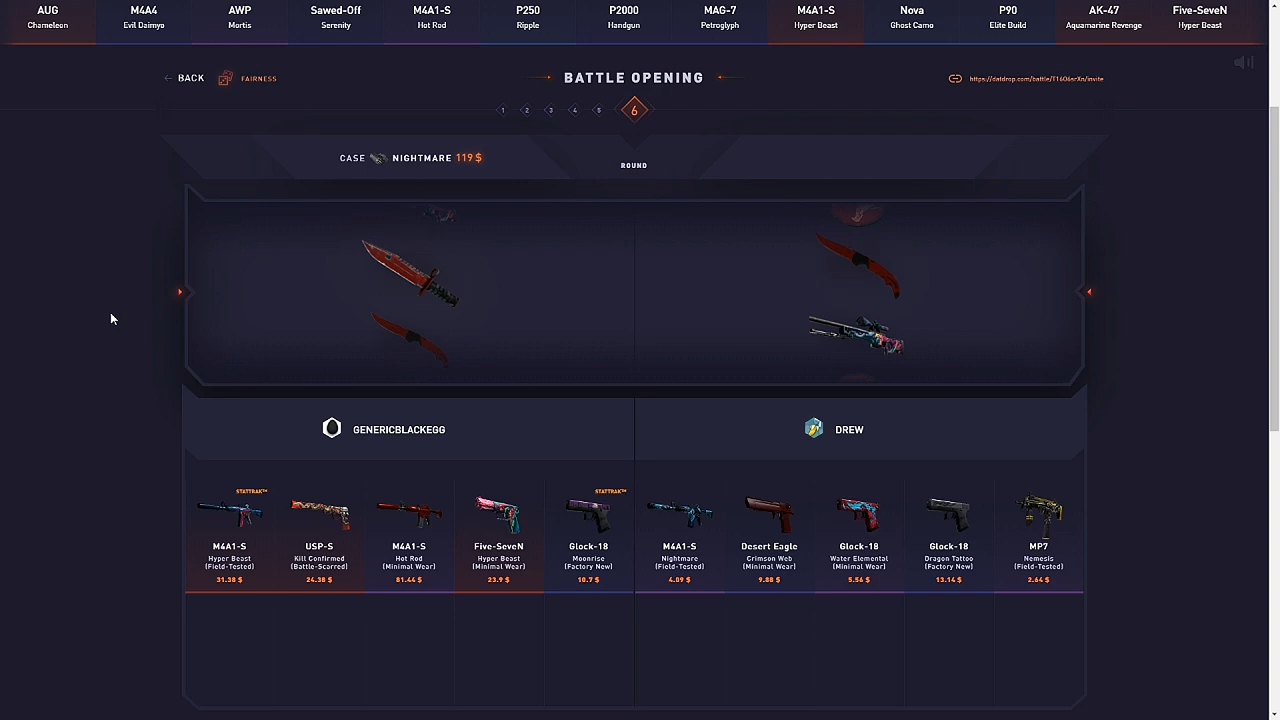 AUG
Chameleon
M4A4
Evil Daimyo
AWP
Mortis
Sawed-Off
Serenity
M4A1-S
Hot Rod
P250
Ripple
P2000
Handgun
MAG-7
Petroglyph
M4A1-S
Hyper Beast
Nova
Ghost Camo
P90
Elite Build
AK-47
Aquamarine Revenge
Five-SeveN
Hyper Beast
← BACK
FAIRNESS
BATTLE OPENING
https://datdrop.com/battle/T1606srXn/invite
1 2 3 4 5 6
CASE NIGHTMARE 119 $
ROUND
GENERICBLACKEGG
DREW
STATTRAK™
M4A1-S
Hyper Beast
(Field-Tested)
31.38 $
USP-S
Kill Confirmed
(Battle-Scarred)
24.38 $
M4A1-S
Hot Rod
(Minimal Wear)
81.44 $
Five-SeveN
Hyper Beast
(Minimal Wear)
23.9 $
STATTRAK™
Glock-18
Moonrise
(Factory New)
10.7 $
M4A1-S
Nightmare
(Field-Tested)
4.09 $
Desert Eagle
Crimson Web
(Minimal Wear)
9.88 $
Glock-18
Water Elemental
(Minimal Wear)
5.56 $
Glock-18
Dragon Tattoo
(Factory New)
13.14 $
MP7
Nemesis
(Field-Tested)
2.64 $